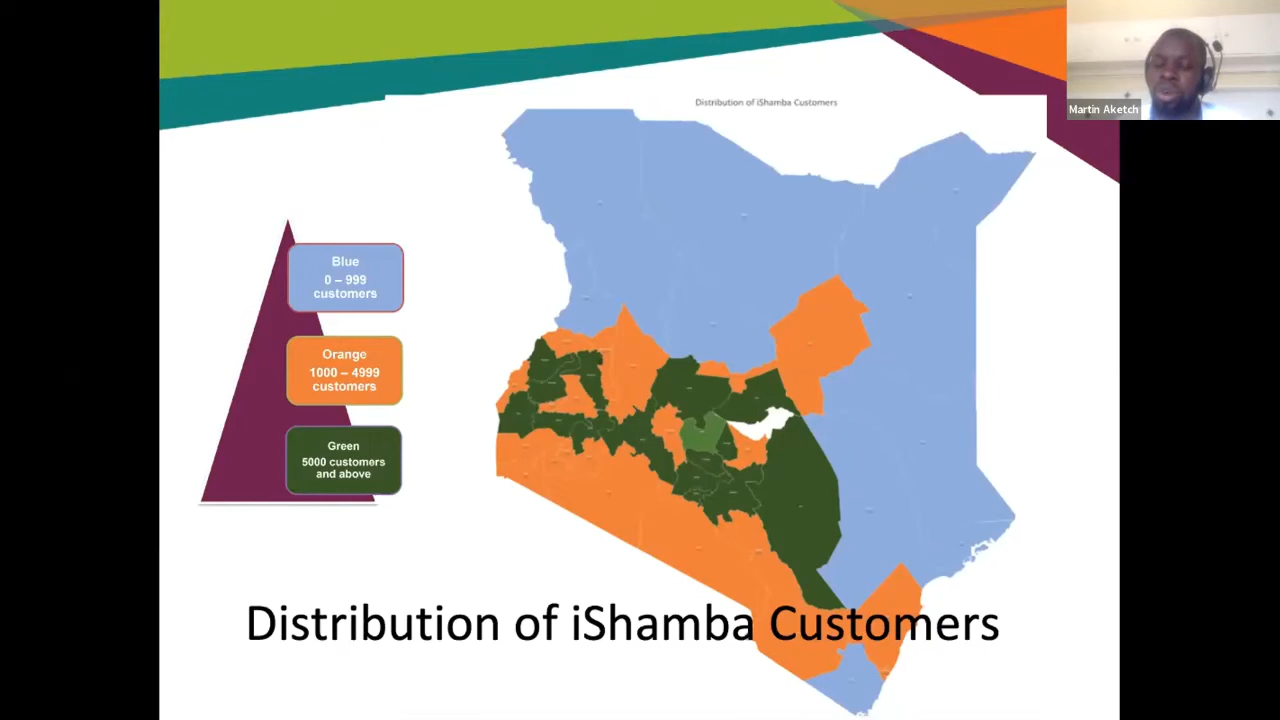 Distribution of iShamba Customers
Martin Aketch
Blue
0 – 999
customers
Orange
1000 – 4999
customers
Green
5000 customers
and above
Distribution of iShamba Customers